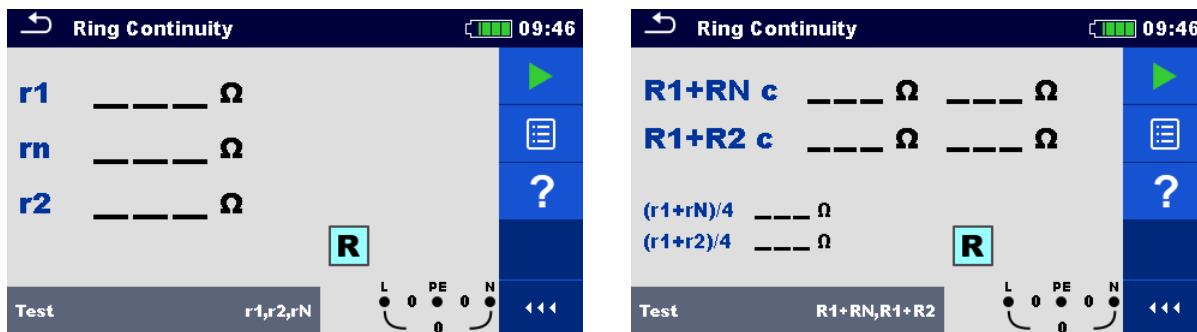 Ring Continuity 09:46
r1 ___ Ω
rn ___ Ω
r2 ___ Ω
?
R
L PE N
0 0
0
Test r1,r2,rN
Ring Continuity 09:46
R1+RN c ___ Ω ___ Ω
R1+R2 c ___ Ω ___ Ω
?
(r1+rN)/4 ___ Ω
(r1+r2)/4 ___ Ω
R
L PE N
0 0
0
Test R1+RN,R1+R2